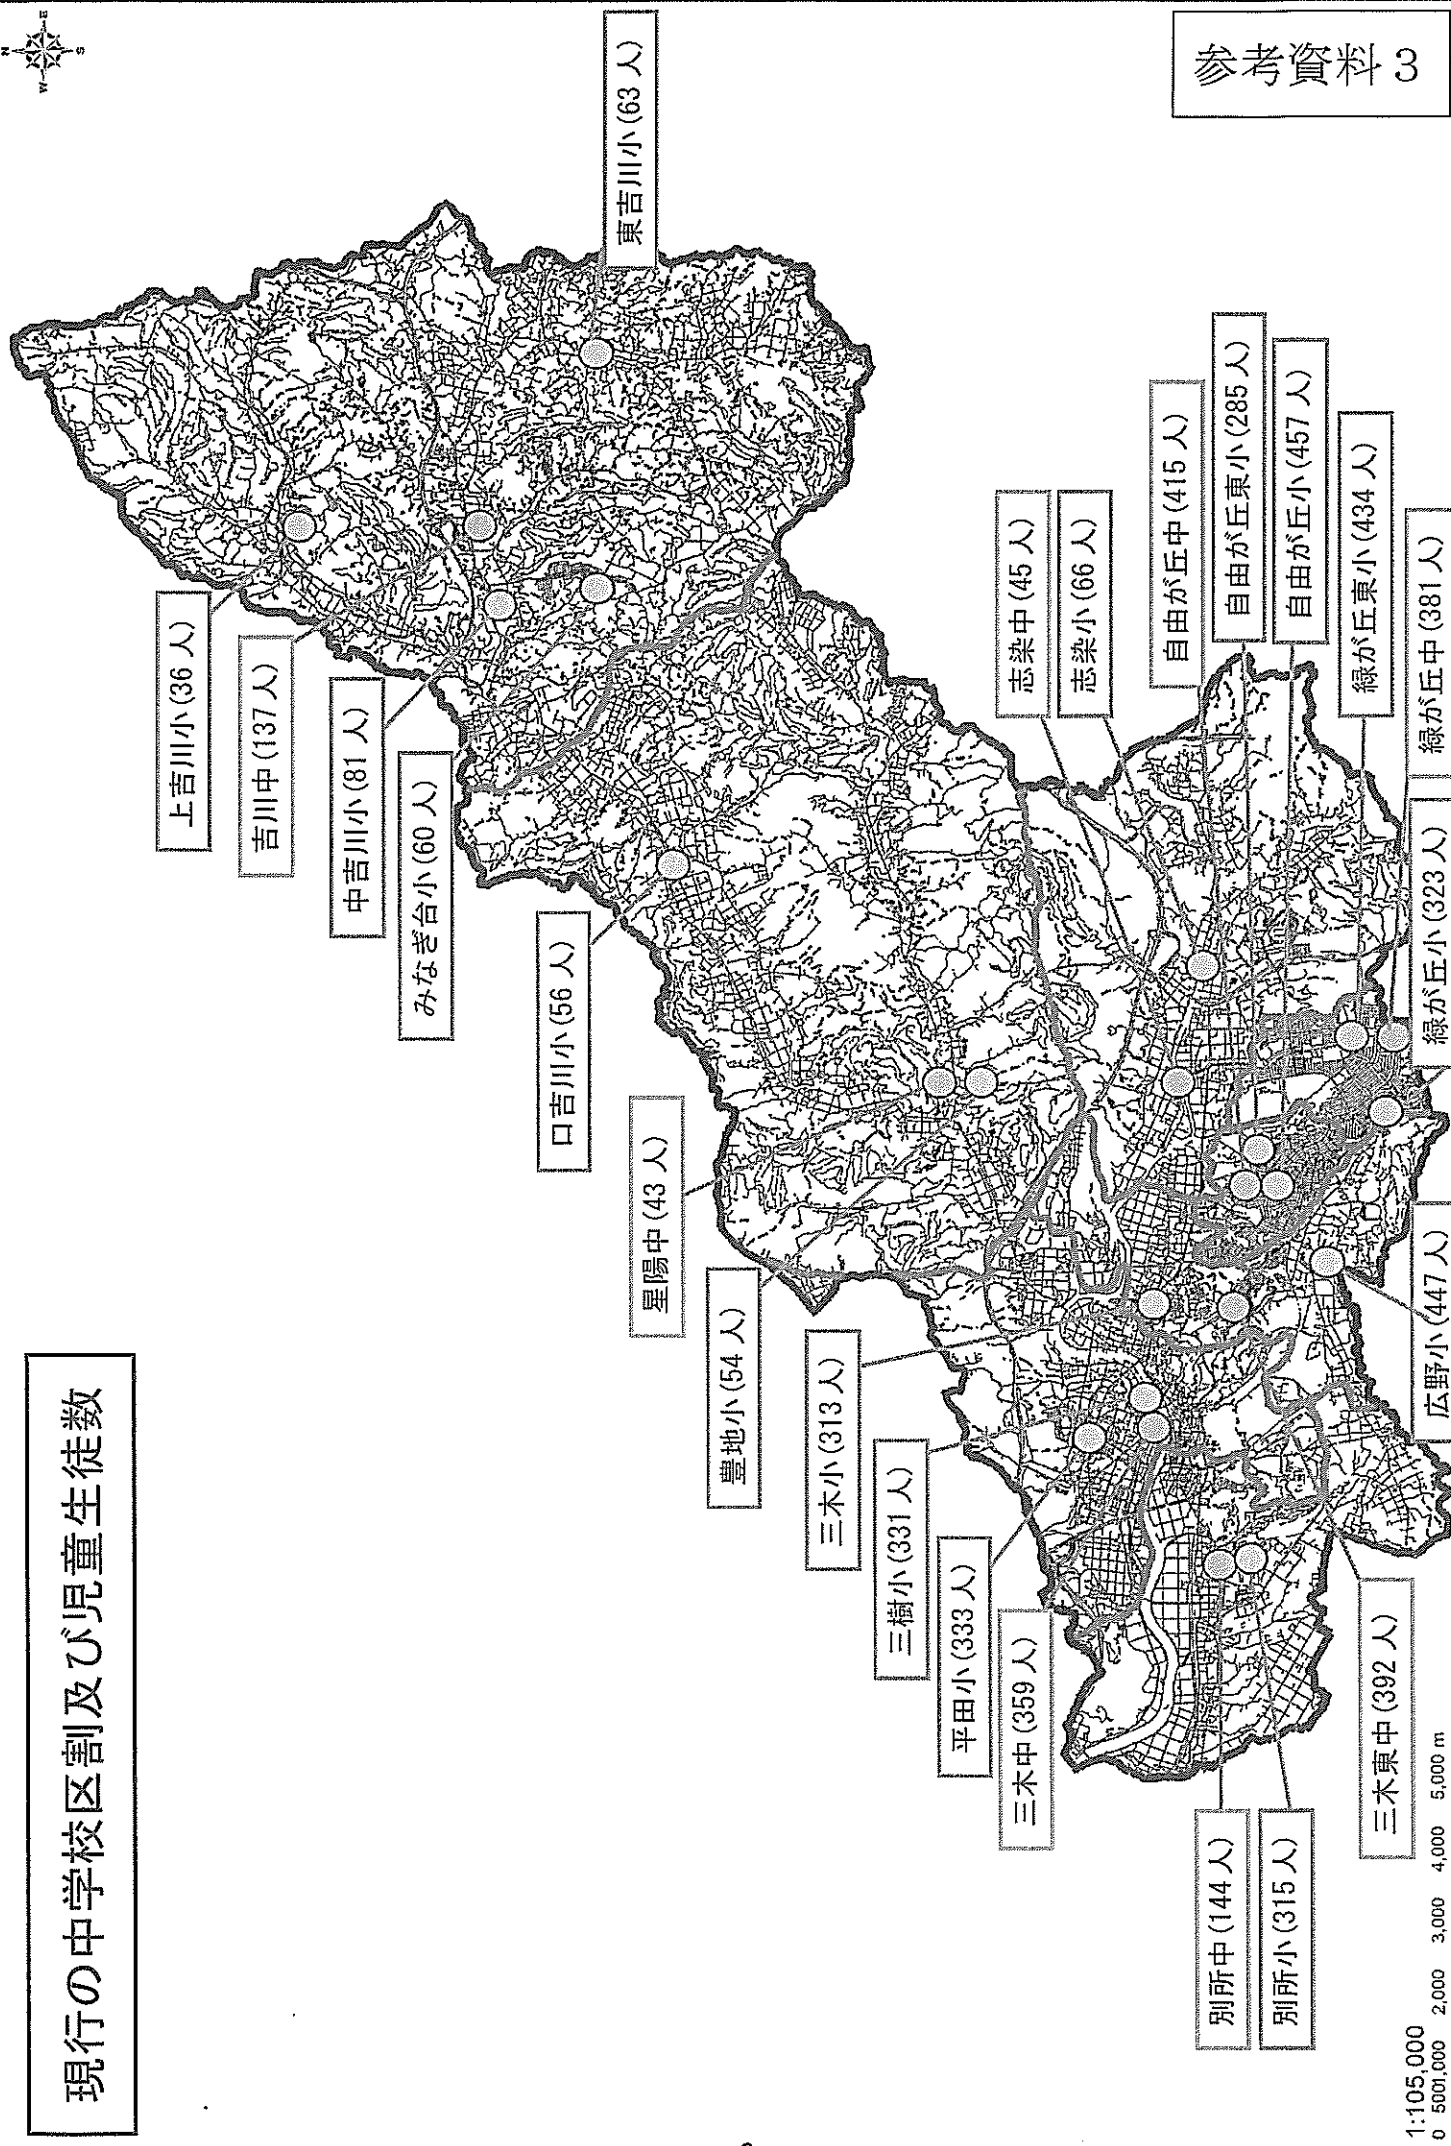 現行の中学校区割及び児童生徒数
参考資料3
N
W
E
S
上吉川小(36人)
吉川中(137人)
中吉川小(81人)
みなぎ台小(60人)
東吉川小(63人)
口吉川小(56人)
星陽中(43人)
豊地小(54人)
三木小(313人)
三樹小(331人)
平田小(333人)
三木中(359人)
別所中(144人)
別所小(315人)
三木東中(392人)
広野小(447人)
志染中(45人)
志染小(66人)
自由が丘中(415人)
自由が丘東小(285人)
自由が丘小(457人)
緑が丘東小(434人)
緑が丘中(381人)
緑が丘小(323人)
1:105,000
0 5001,000 2,000 3,000 4,000 5,000 m